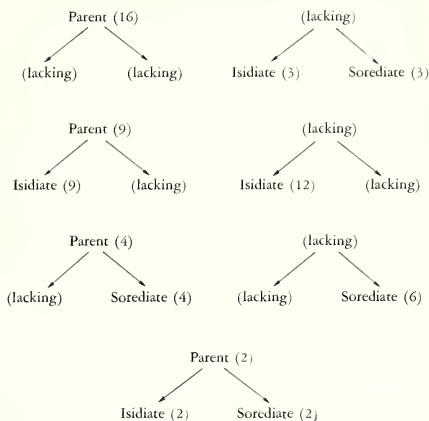 Parent (16) (lacking)
(lacking) (lacking) Isidiate (3) Sorediate (3)
Parent (9) (lacking)
Isidiate (9) (lacking) Isidiate (12) (lacking)
Parent (4) (lacking)
(lacking) Sorediate (4) (lacking) Sorediate (6)
Parent (2)
Isidiate (2) Sorediate (2)